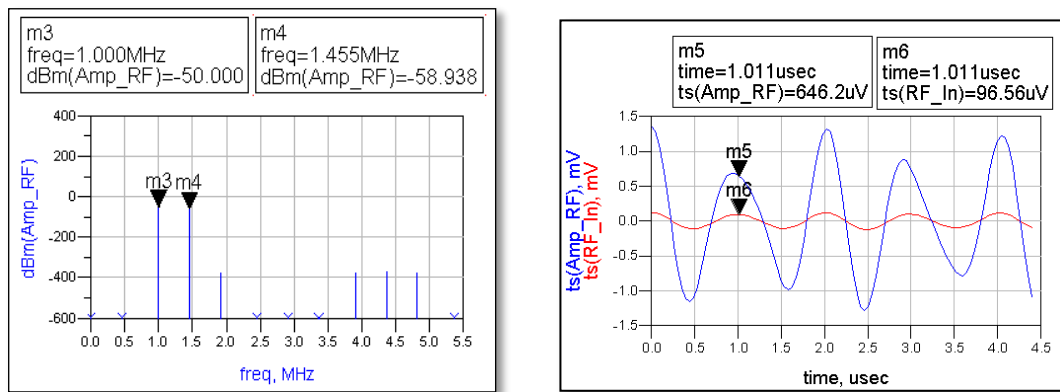 m3
freq=1.000MHz
dBm(Amp_RF)=-50.000
m4
freq=1.455MHz
dBm(Amp_RF)=-58.938
400
200
0
-200
-400
-600
dBm(Amp_RF)
m3
m4
0.0 0.5 1.0 1.5 2.0 2.5 3.0 3.5 4.0 4.5 5.0 5.5
freq, MHz
m5
time=1.011usec
ts(Amp_RF)=646.2uV
m6
time=1.011usec
ts(RF_In)=96.56uV
1.5
1.0
0.5
0.0
-0.5
-1.0
-1.5
ts(Amp_RF), mV
ts(RF_In), mV
m5
m6
0.0 0.5 1.0 1.5 2.0 2.5 3.0 3.5 4.0 4.5
time, usec